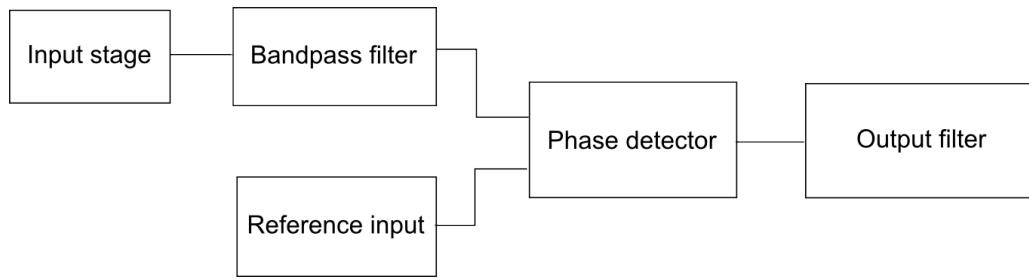 Input stage
Bandpass filter
Phase detector
Output filter
Reference input